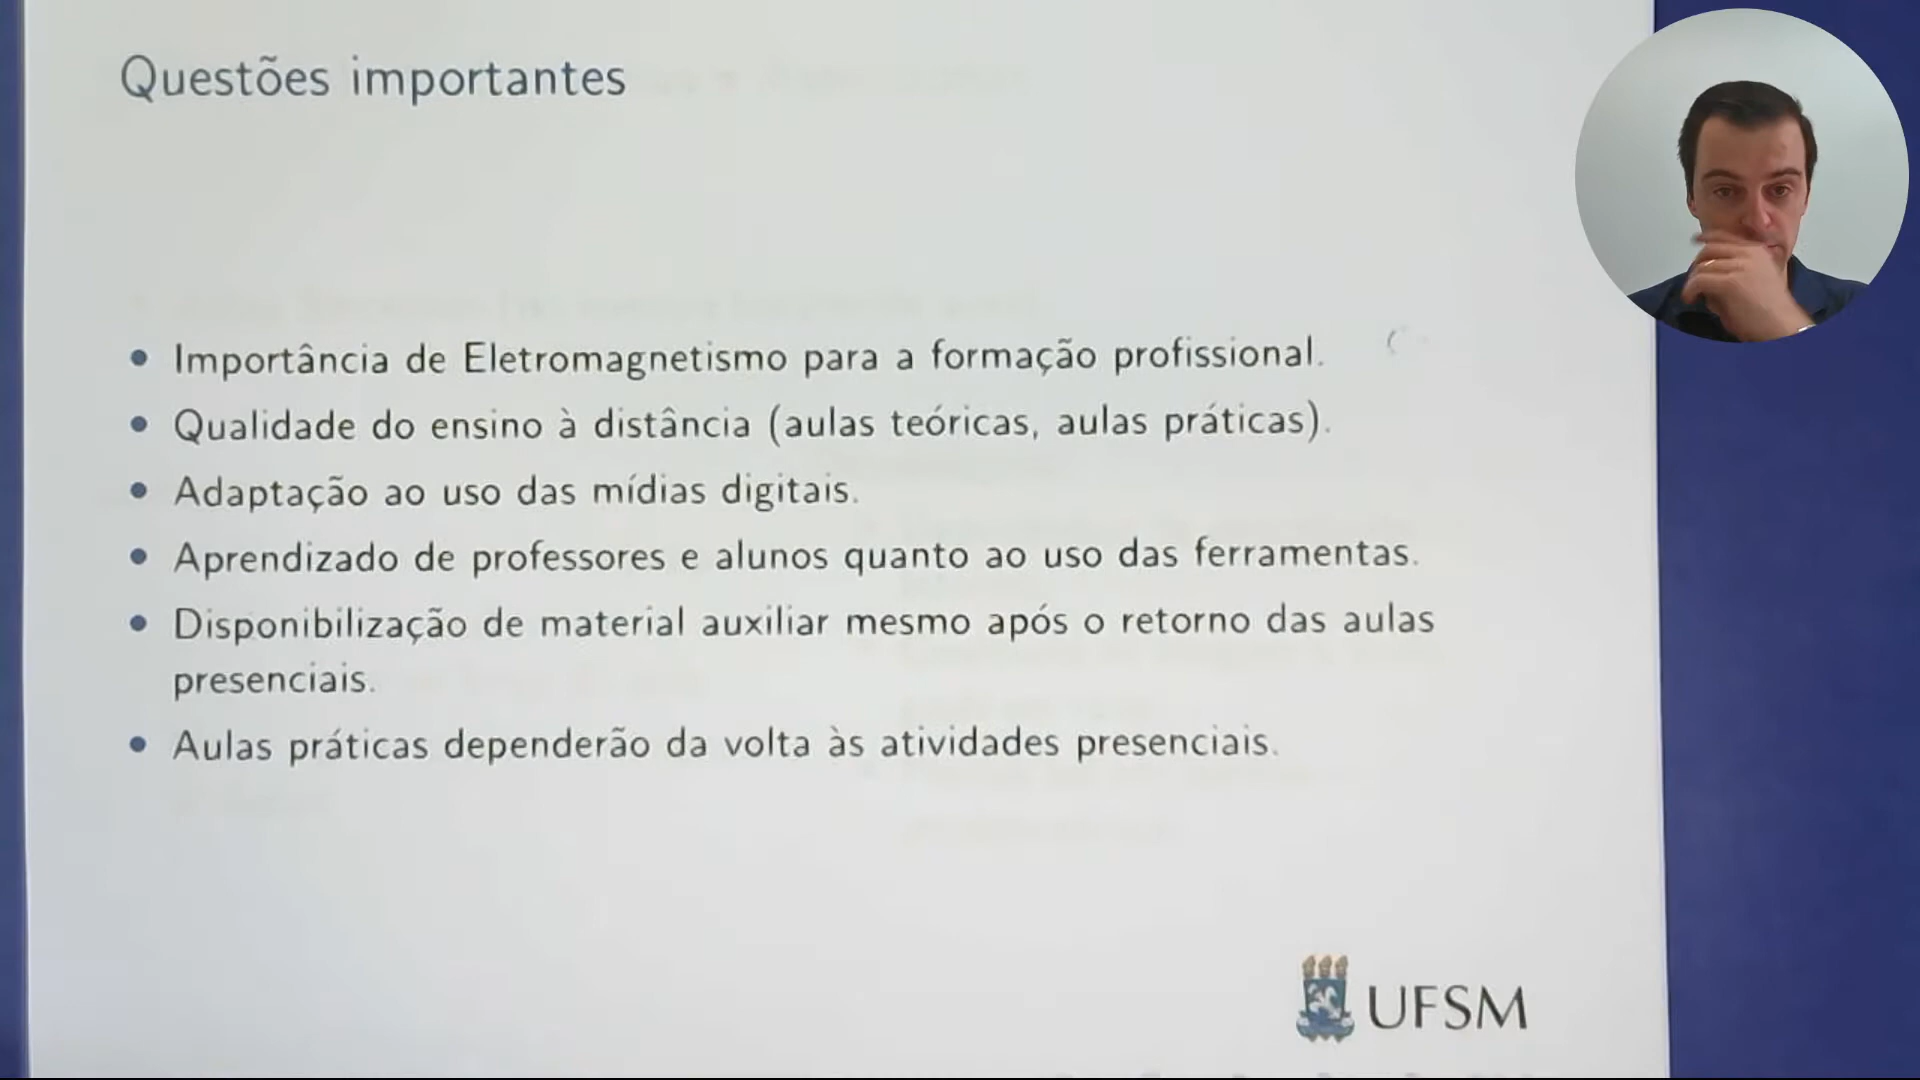 Questões importantes
• Importância de Eletromagnetismo para a formação profissional.
• Qualidade do ensino à distância (aulas teóricas, aulas práticas).
• Adaptação ao uso das mídias digitais.
• Aprendizado de professores e alunos quanto ao uso das ferramentas.
• Disponibilização de material auxiliar mesmo após o retorno das aulas
presenciais.
• Aulas práticas dependerão da volta às atividades presenciais.
UFSM